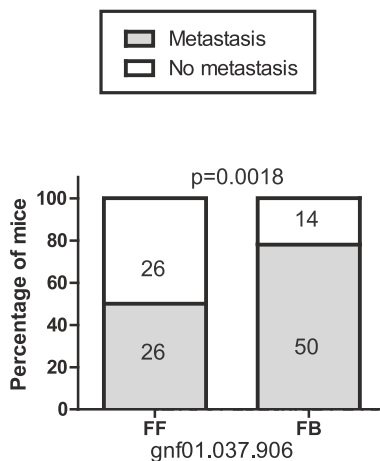 Metastasis
No metastasis
p=0.0018
Percentage of mice
100
80
60
40
20
0
26
26
14
50
FF
FB
gnf01.037.906